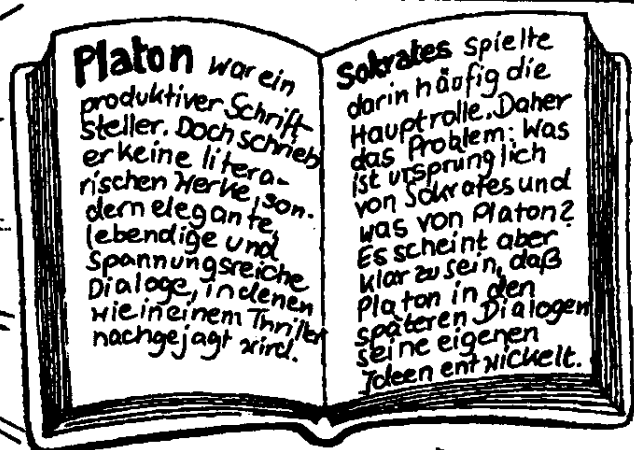 Platon war ein
produktiver Schrift-
steller. Doch schrieb
er keine litera-
rischen Werke, son-
dern elegante,
lebendige und
spannungsreiche
Dialoge, in denen
wie in einem Thriller
nachgejagt wird.
Sokrates spielte
darin häufig die
Hauptrolle. Daher
das Problem: Was
ist ursprünglich
von Sokrates und
was von Platon?
Es scheint aber
klar zu sein, daß
Platon in den
späteren Dialogen
seine eigenen
Ideen entwickelt.